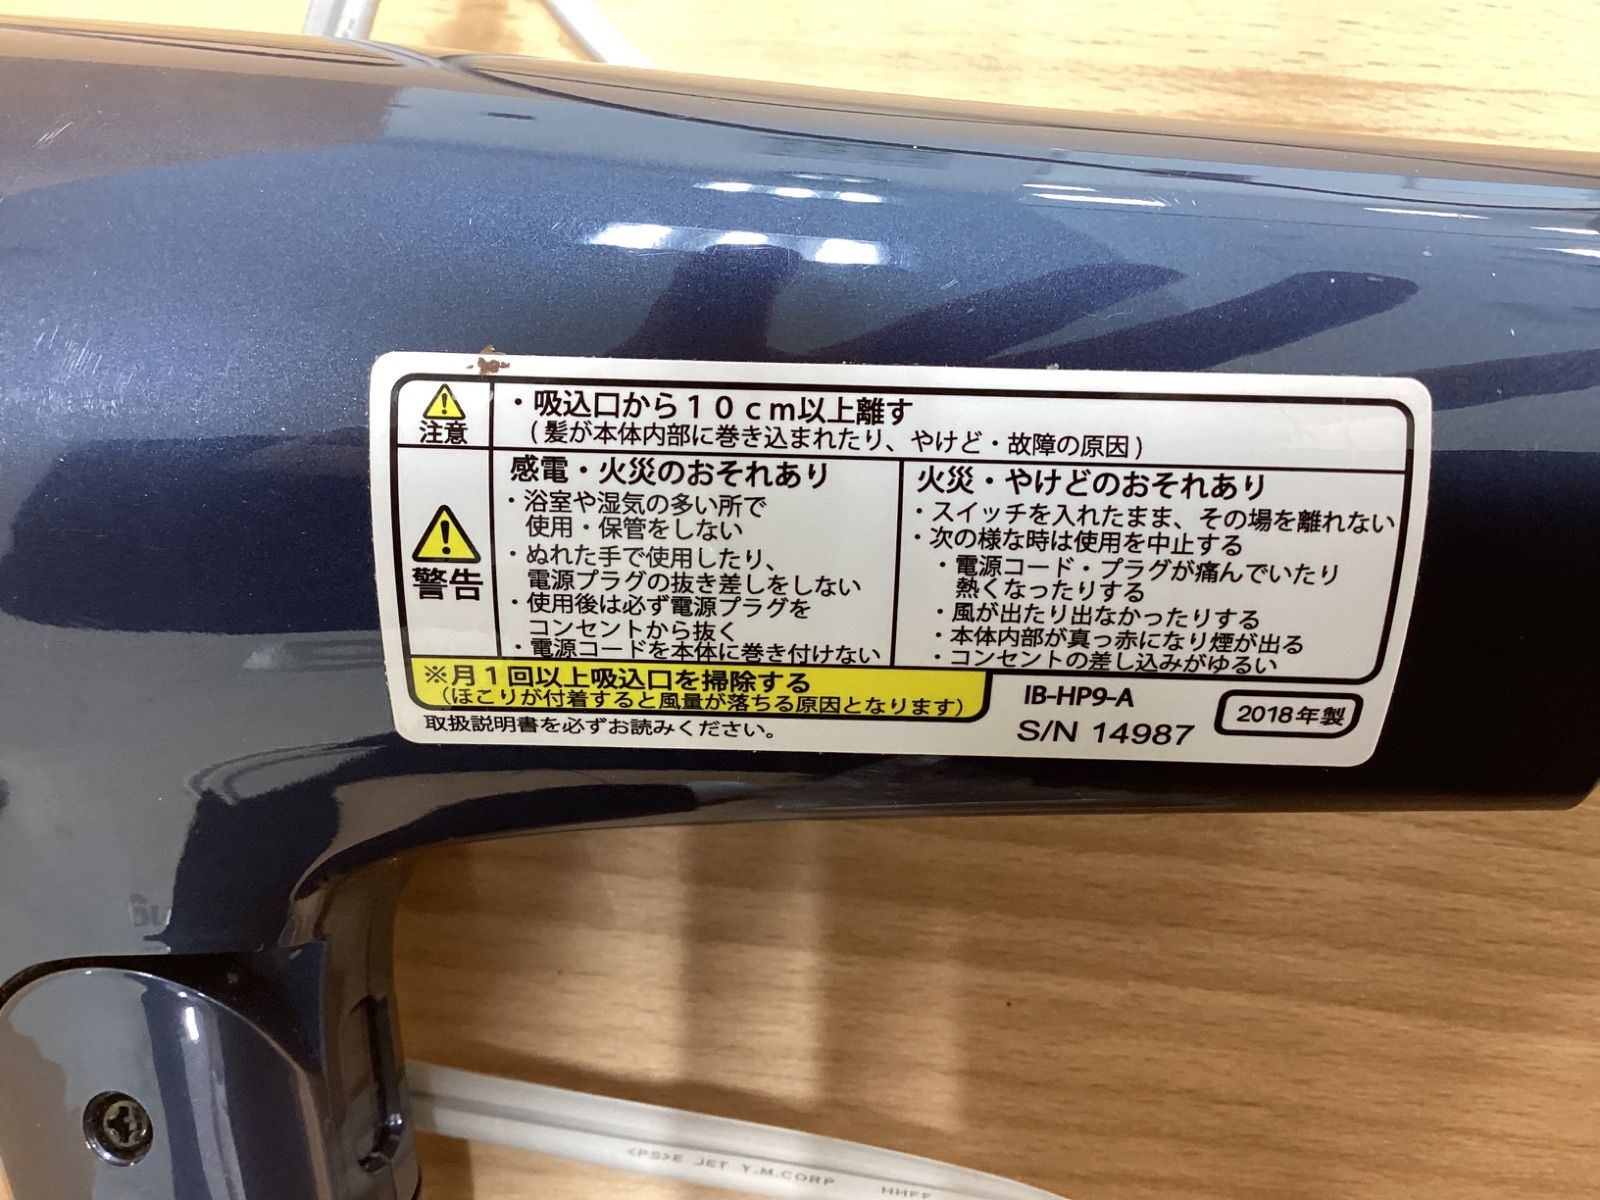 注意
・吸込口から１０ｃｍ以上離す
(髪が本体内部に巻き込まれたり、やけど・故障の原因)
警告
感電・火災のおそれあり
・浴室や湿気の多い所で
使用・保管をしない
・ぬれた手で使用したり、
電源プラグの抜き差しをしない
・使用後は必ず電源プラグを
コンセントから抜く
・電源コードを本体に巻き付けない
火災・やけどのおそれあり
・スイッチを入れたまま、その場を離れない
・次の様な時は使用を中止する
・電源コード・プラグが痛んでいたり
熱くなったりする
・風が出たり出なかったりする
・本体内部が真っ赤になり煙が出る
・コンセントの差し込みがゆるい
※月１回以上吸込口を掃除する
(ほこりが付着すると風量が落ちる原因となります)
取扱説明書を必ずお読みください。
IB-HP9-A
S/N 14987
2018年製
<PS>E JET Y.M.CORP HHFF